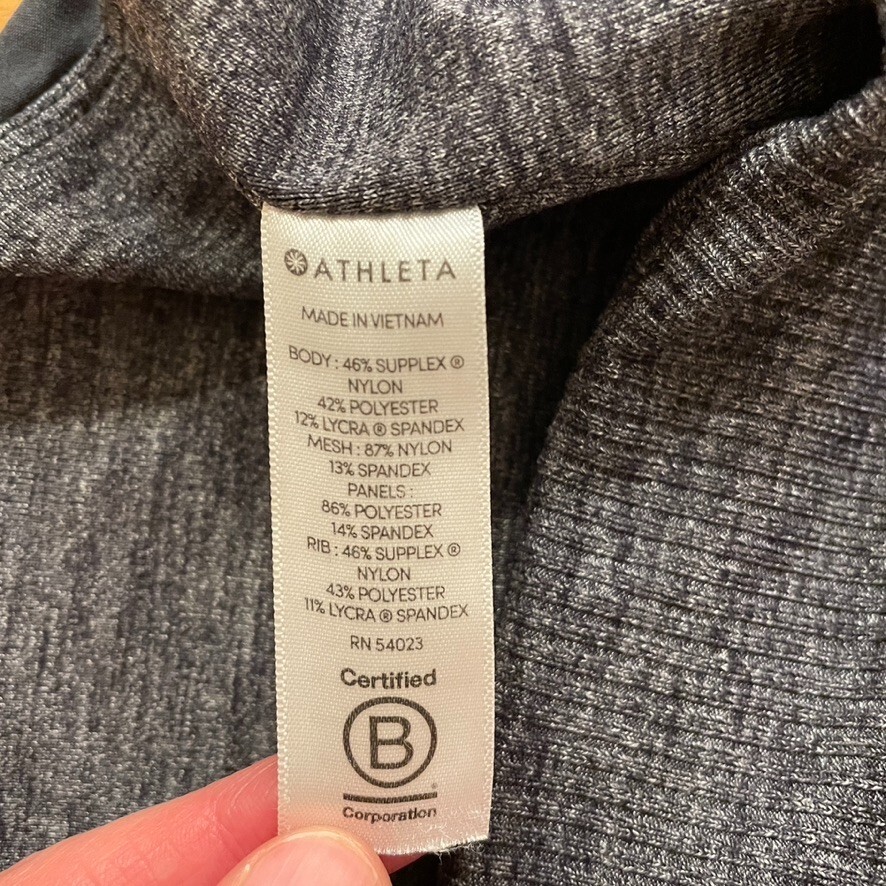 ATHLETA
MADE IN VIETNAM
BODY : 46% SUPPLEX ®
NYLON
42% POLYESTER
12% LYCRA ® SPANDEX
MESH : 87% NYLON
13% SPANDEX
PANELS :
86% POLYESTER
14% SPANDEX
RIB : 46% SUPPLEX ®
NYLON
43% POLYESTER
11% LYCRA ® SPANDEX
RN 54023
Certified
B
®
Corporation